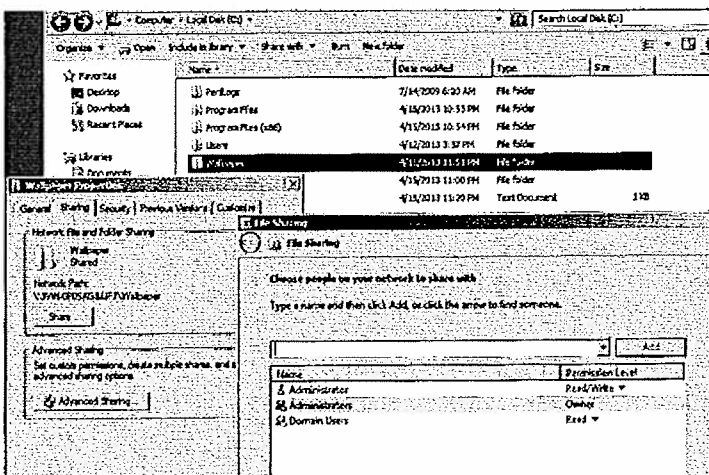 Computer ▸ Local Disk (C:) ▸
Search Local Disk (C:)
Organize ▾ Open Include in library ▾ Share with ▾ Burn New folder
Favorites
Desktop
Downloads
Recent Places
Libraries
Documents
Name Date modified Type Size
PerfLogs 7/14/2009 6:20 AM File folder
Program Files 4/15/2013 10:53 PM File folder
Program Files (x86) 4/15/2013 10:54 PM File folder
Users 4/12/2013 3:37 PM File folder
Wallpaper File folder
4/15/2013 11:00 PM File folder
4/15/2013 11:29 PM Text Document 1 KB
Wallpaper Properties
General Sharing Security Previous Versions Customize
Network File and Folder Sharing
Wallpaper
Shared
Network Path:
Share...
Advanced Sharing
Set custom permissions, create multiple shares, and
advanced sharing options.
Advanced Sharing...
File Sharing
File Sharing
Choose people on your network to share with
Type a name and then click Add, or click the arrow to find someone.
Add
Name Permission Level
Administrator Read/Write ▾
Administrators Owner
Domain Users Read ▾